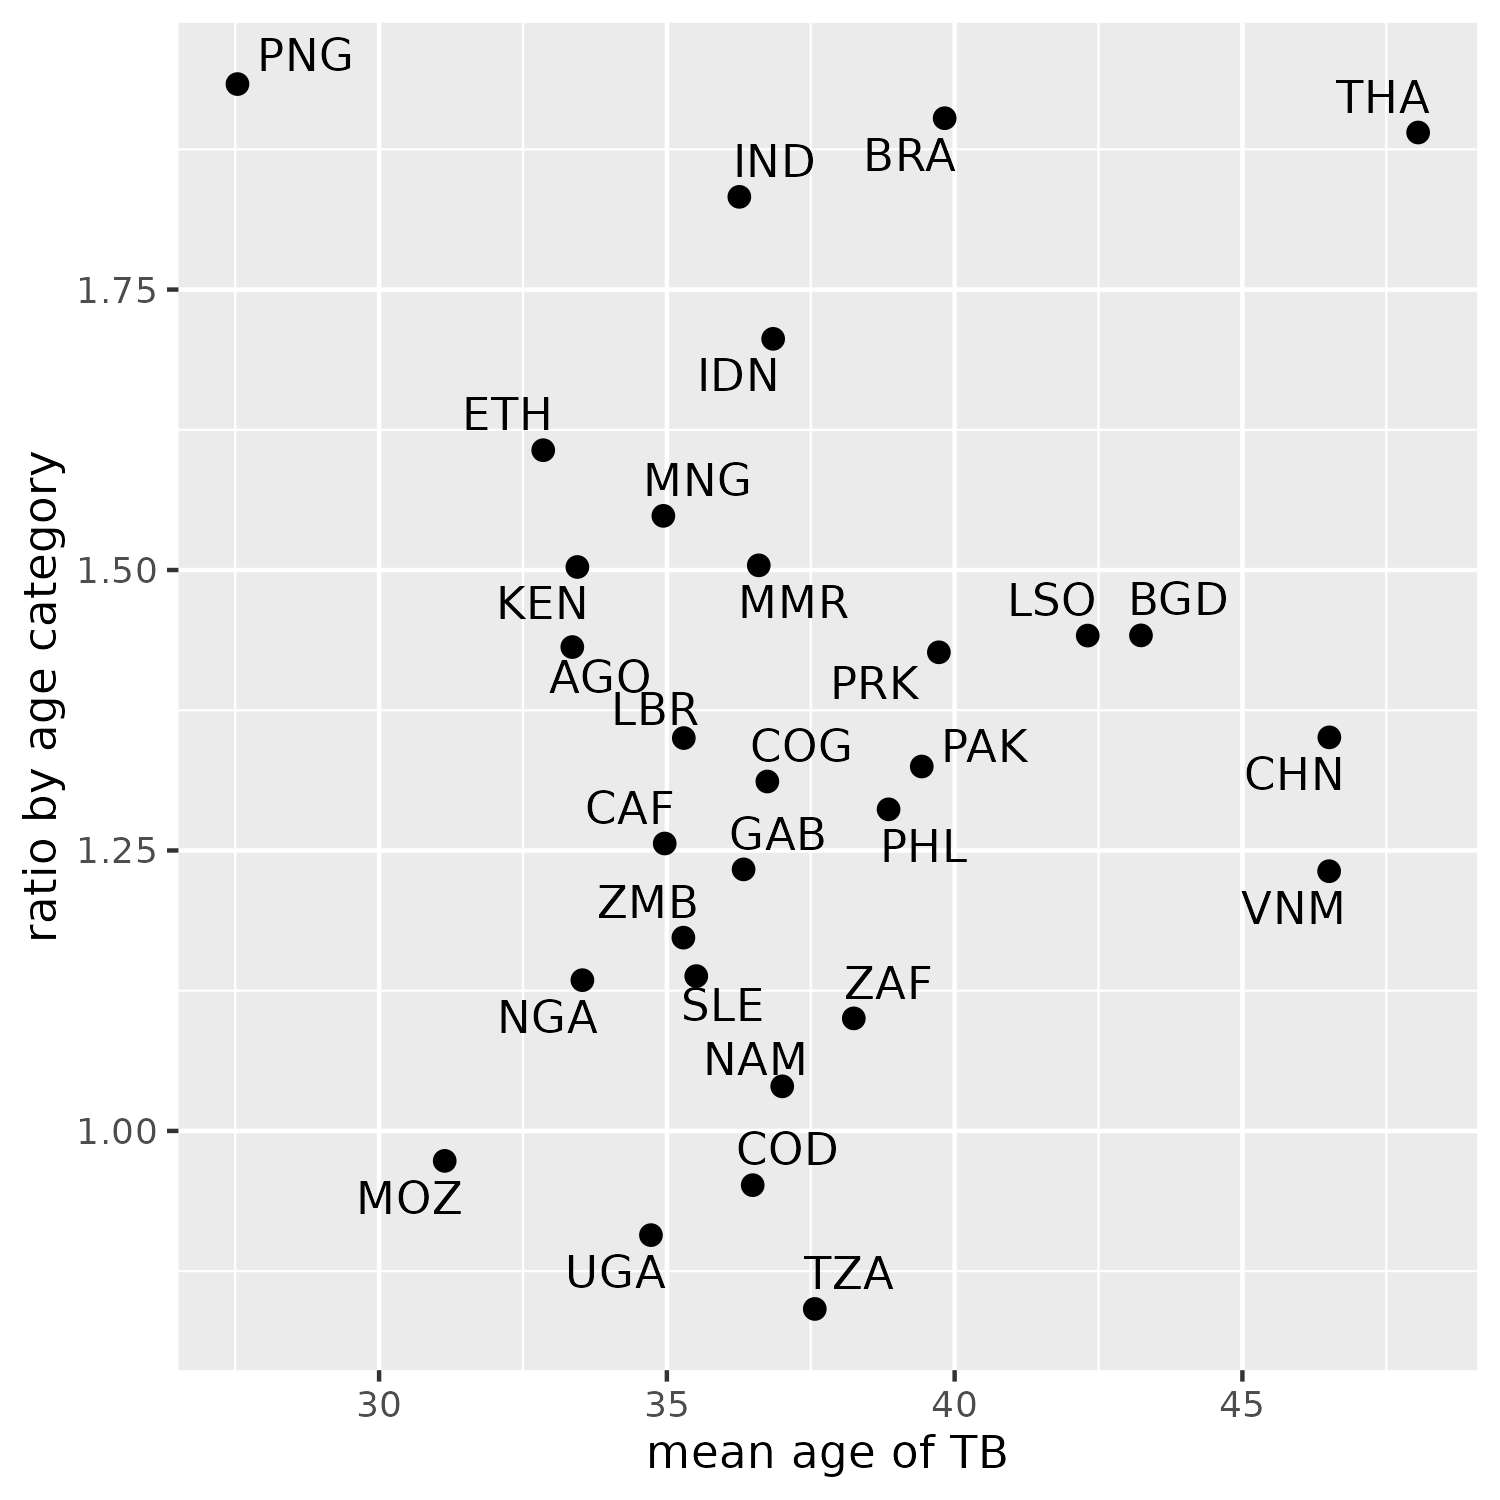 PNG
THA
BRA
IND
1.75
IDN
ETH
MNG
1.50
KEN
MMR
LSO
BGD
AGO
PRK
LBR
COG
PAK
CHN
CAF
GAB
PHL
1.25
VNM
ZMB
NGA
SLE
ZAF
NAM
1.00
COD
MOZ
UGA
TZA
30
35
40
45
mean age of TB
ratio by age category